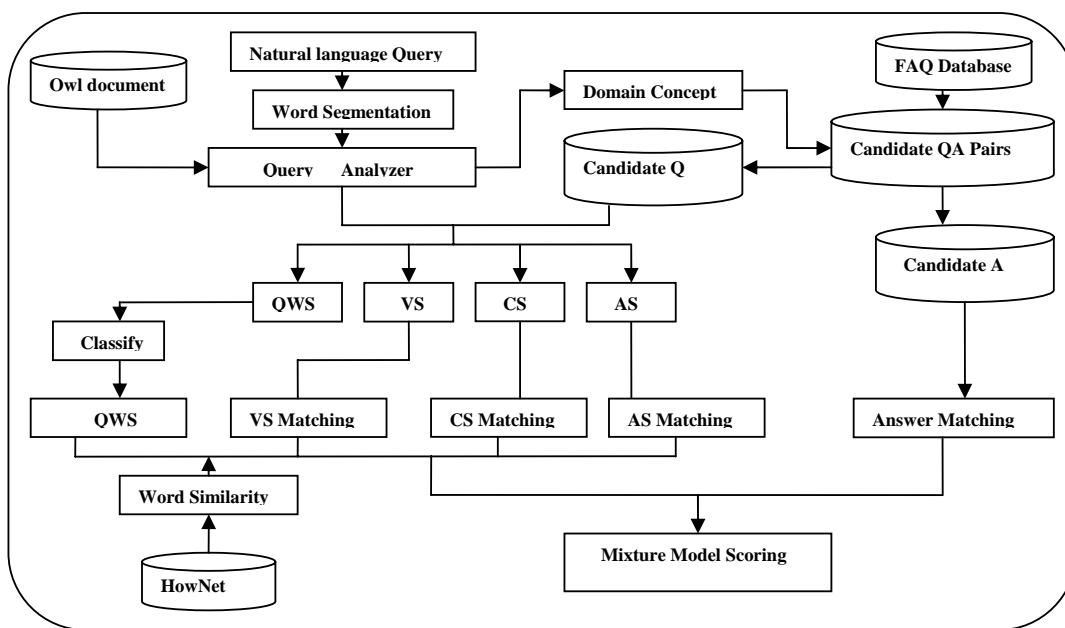 Natural language Query
FAQ Database
Owl document
Domain Concept
Word Segmentation
Candidate QA Pairs
Query Analyzer
Candidate Q
Candidate A
QWS
VS
CS
AS
Classify
QWS
VS Matching
CS Matching
AS Matching
Answer Matching
Word Similarity
Mixture Model Scoring
HowNet